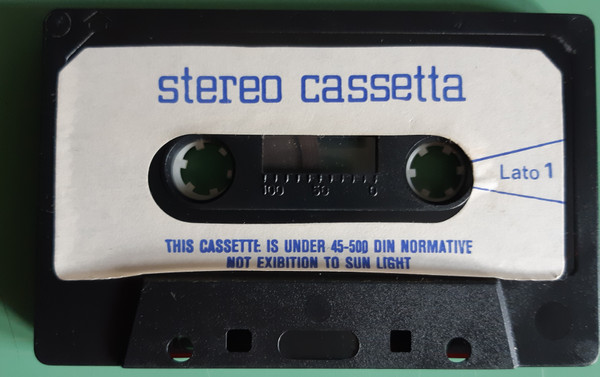 stereo cassetta
100 50 0
Lato 1
THIS CASSETTE IS UNDER 45-500 DIN NORMATIVE
NOT EXIBITION TO SUN LIGHT